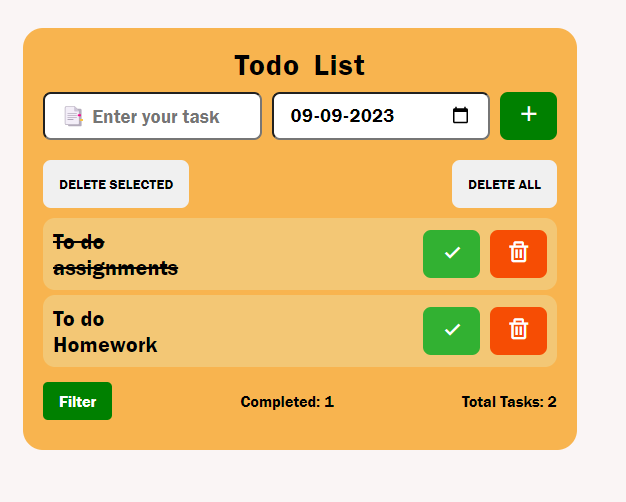 Todo List
Enter your task
09-09-2023
+
DELETE SELECTED
DELETE ALL
To do
assignments
To do
Homework
Filter
Completed: 1
Total Tasks: 2